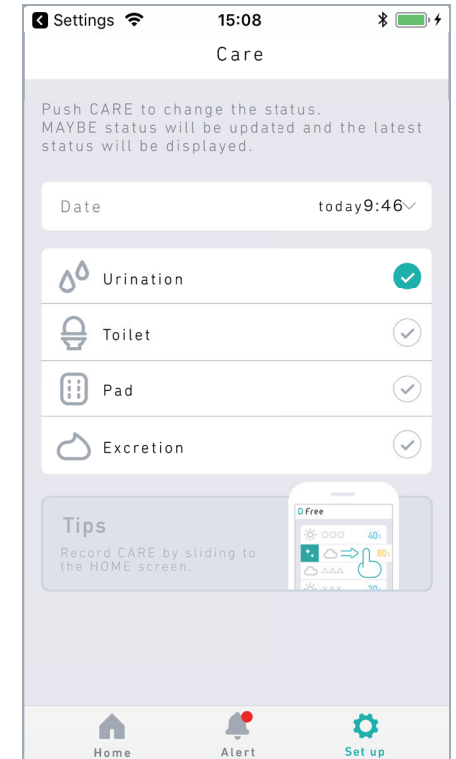 Settings 15:08
Care
Push CARE to change the status.
MAYBE status will be updated and the latest
status will be displayed.
Date today9:46
Urination
Toilet
Pad
Excretion
Tips
Record CARE by sliding to
the HOME screen.
D Free
40
80
20
Home Alert Set up